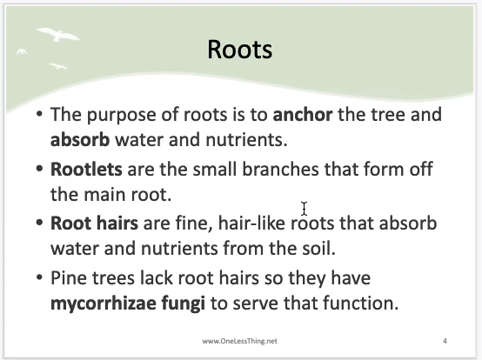 Roots
• The purpose of roots is to anchor the tree and
absorb water and nutrients.
• Rootlets are the small branches that form off
the main root.
• Root hairs are fine, hair-like roots that absorb
water and nutrients from the soil.
• Pine trees lack root hairs so they have
mycorrhizae fungi to serve that function.
www.OneLessThing.net
4